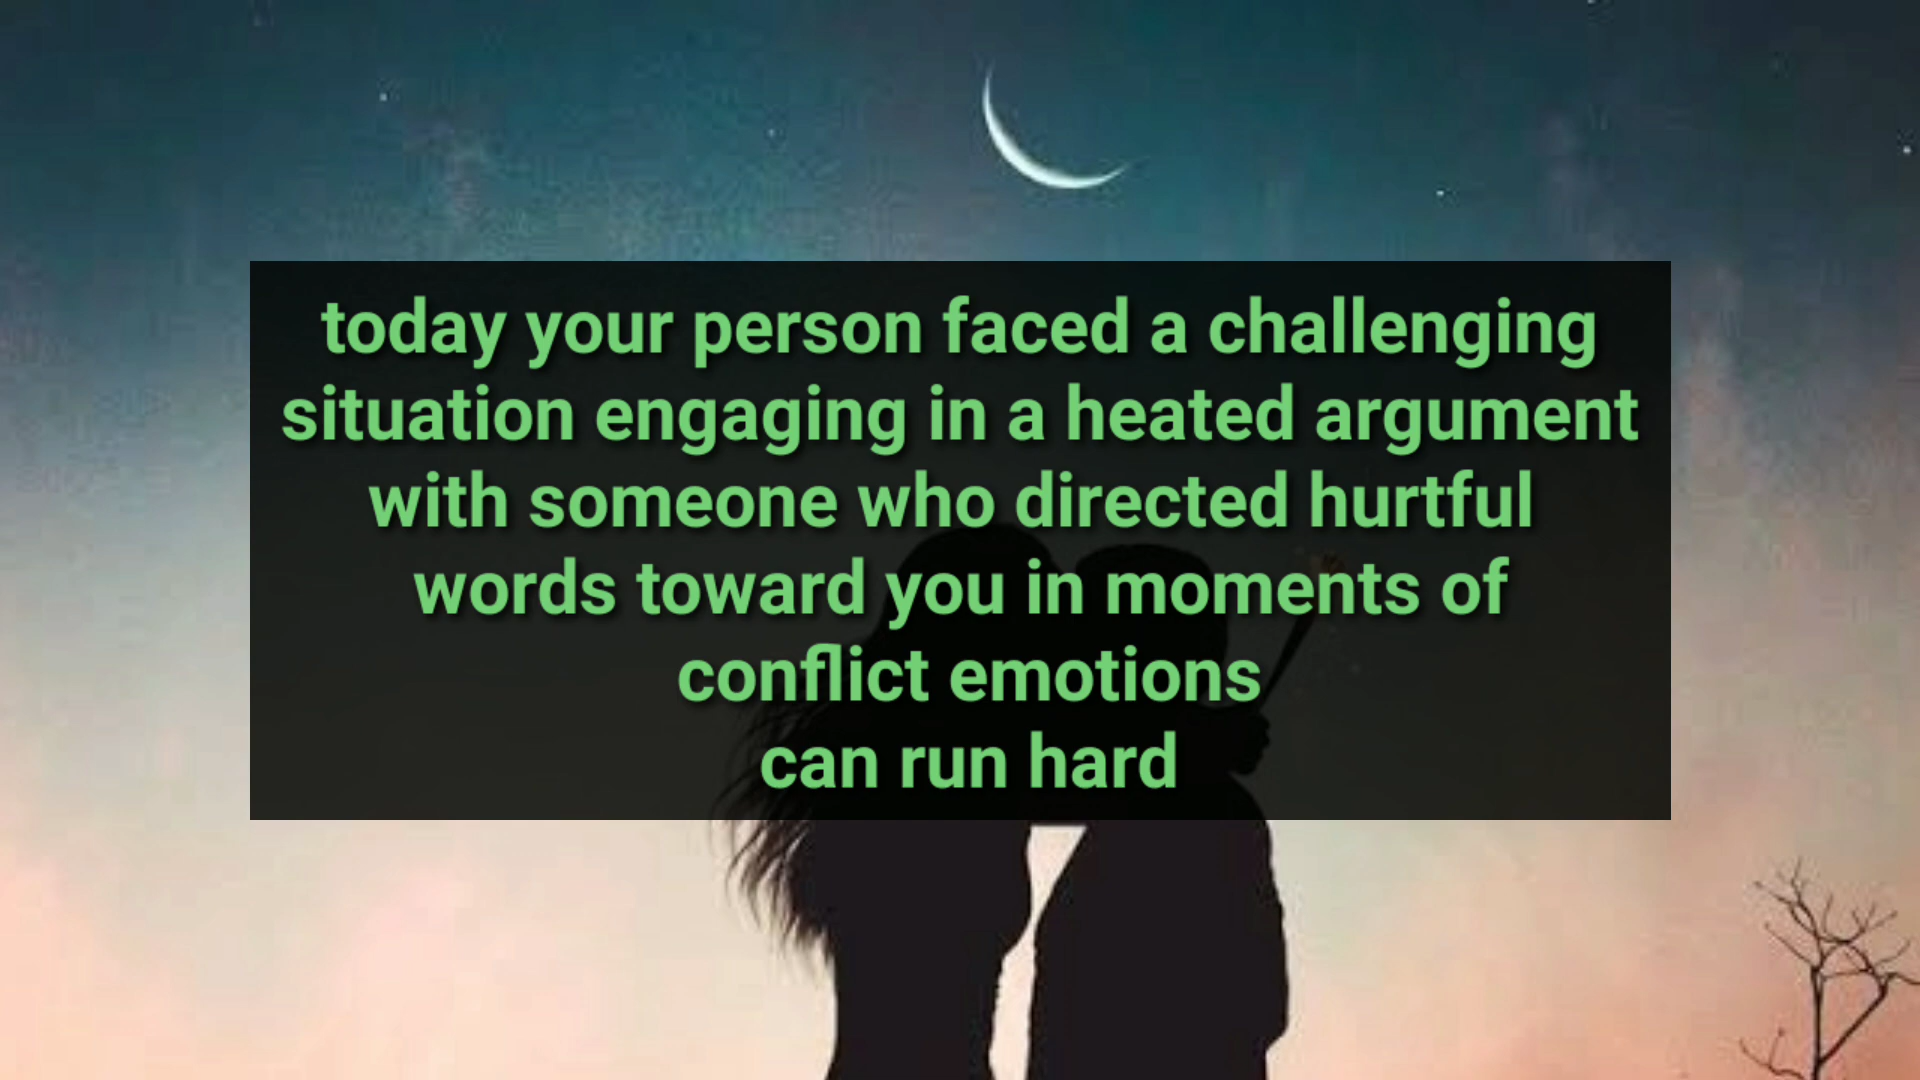 today your person faced a challenging
situation engaging in a heated argument
with someone who directed hurtful
words toward you in moments of
conflict emotions
can run hard